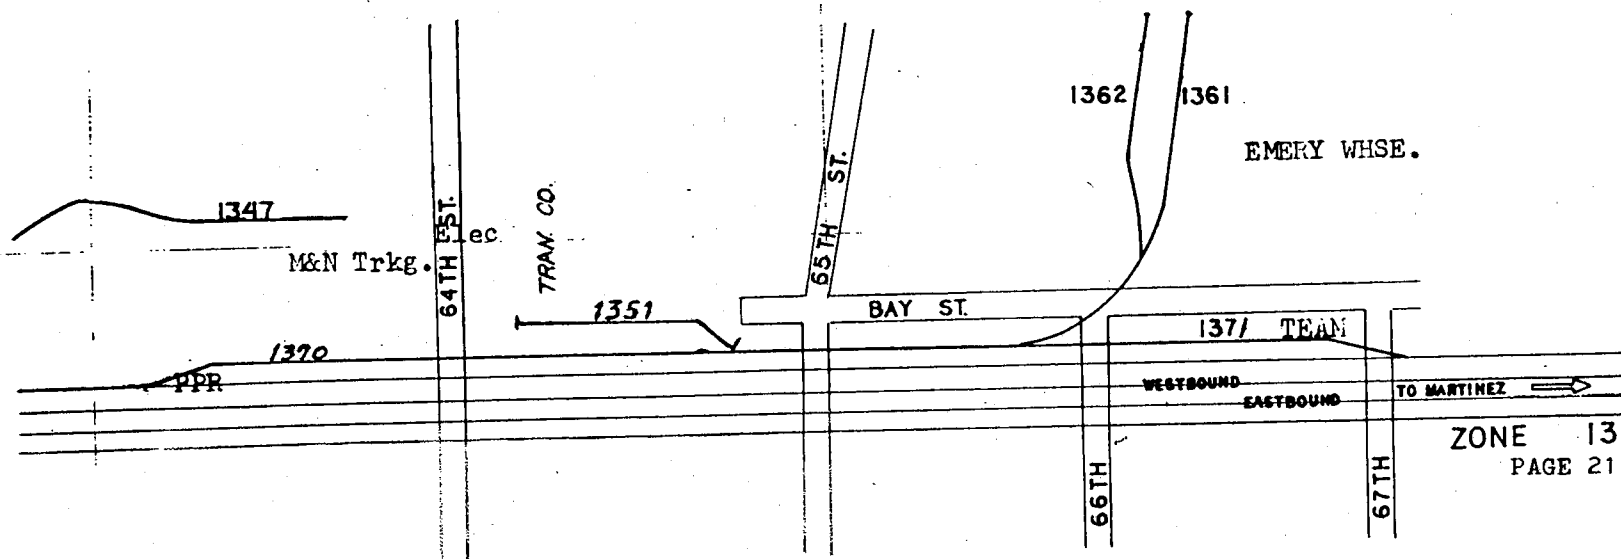 1362
1361
EMERY WHSE.
65TH ST.
TRAN. CO.
64TH ST.
1347
Elec
M&N Trkg.
1351
BAY ST.
1371 TEAM
1370
PPR
WESTBOUND
EASTBOUND
TO MARTINEZ
ZONE 13
PAGE 21
66TH
67TH